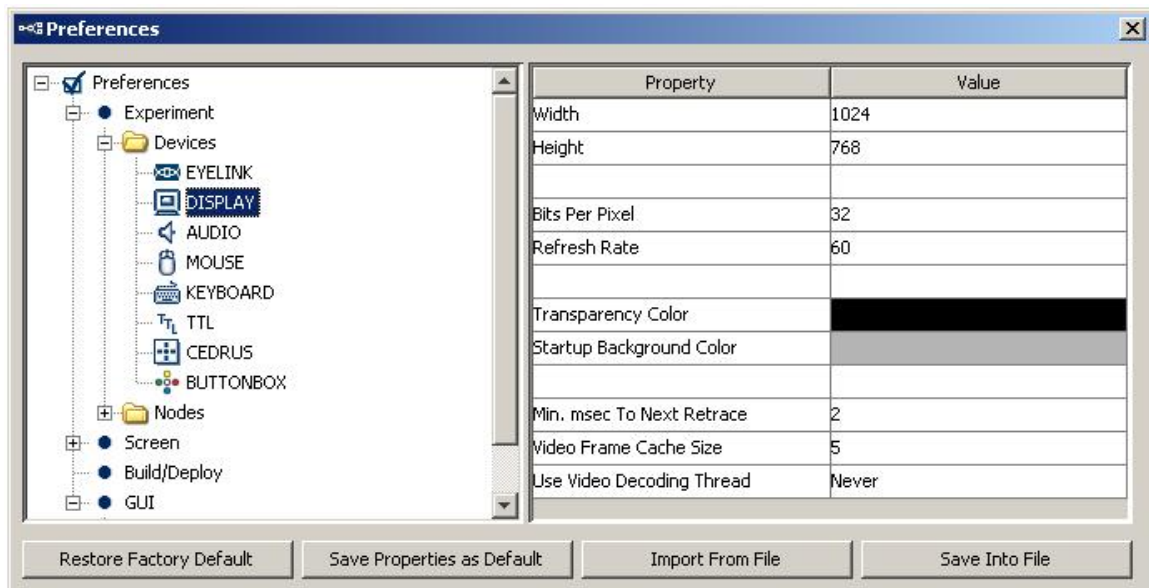 Preferences
Preferences
Experiment
Devices
EYELINK
DISPLAY
AUDIO
MOUSE
KEYBOARD
TTL
CEDRUS
BUTTONBOX
Nodes
Screen
Build/Deploy
GUI
Property Value
Width 1024
Height 768
Bits Per Pixel 32
Refresh Rate 60
Transparency Color
Startup Background Color
Min. msec To Next Retrace 2
Video Frame Cache Size 5
Use Video Decoding Thread Never
Restore Factory Default Save Properties as Default Import From File Save Into File